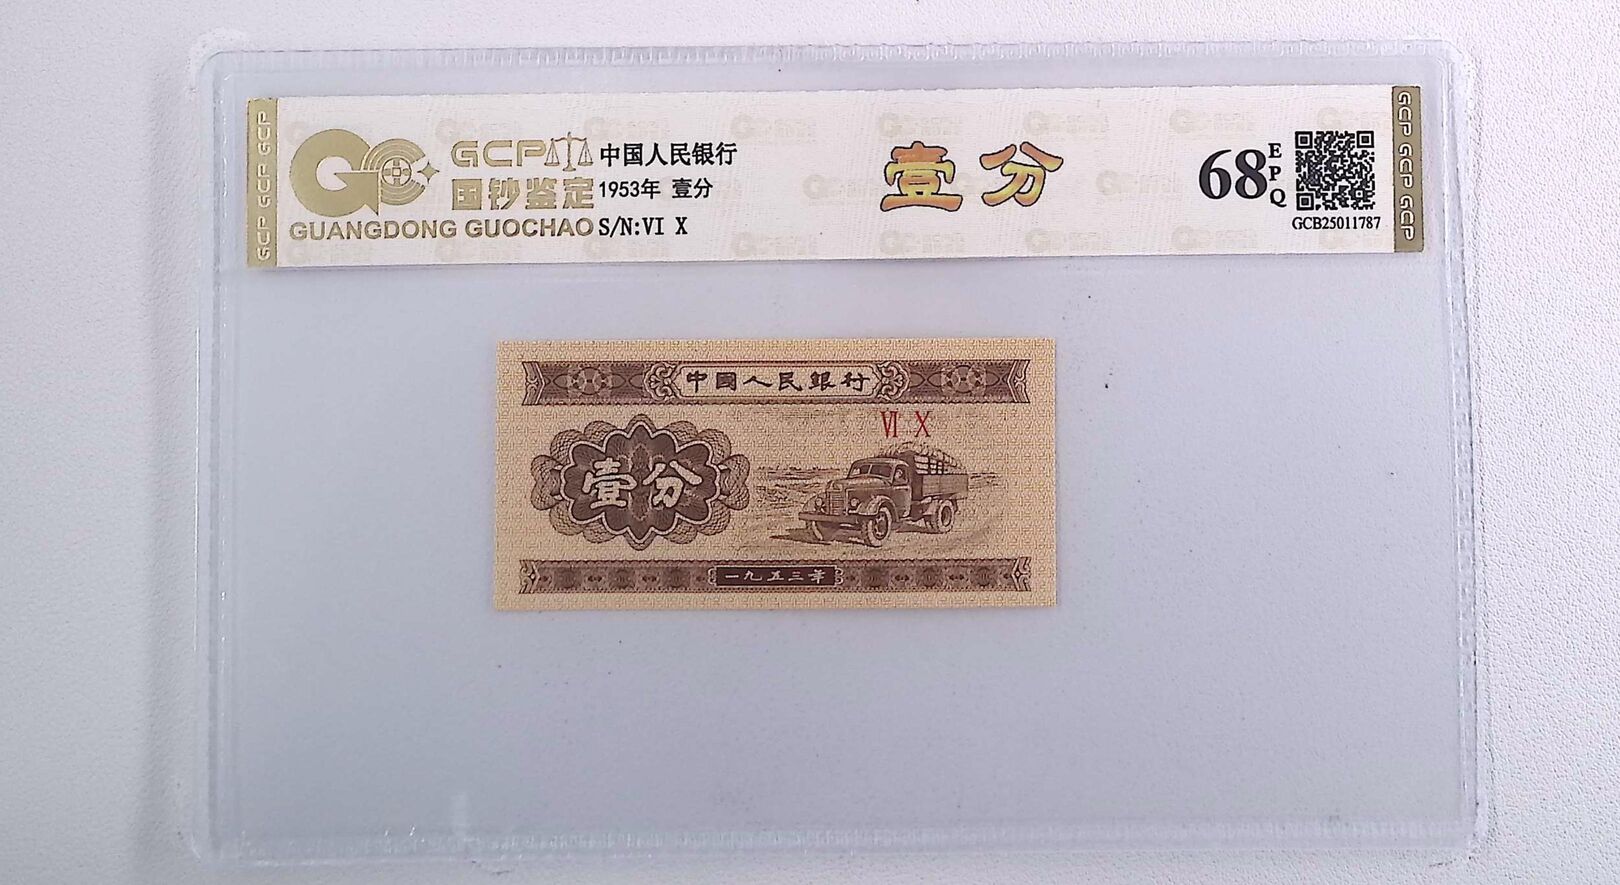 GCP GCP GCP
GCP
国钞鉴定
GUANGDONG GUOCHAO
中国人民银行
1953年 壹分
S/N:VI X
壹分
68
EPQ
GCB25011787
GCP GCP GCP
中國人民銀行
VI X
壹分
一九五三年